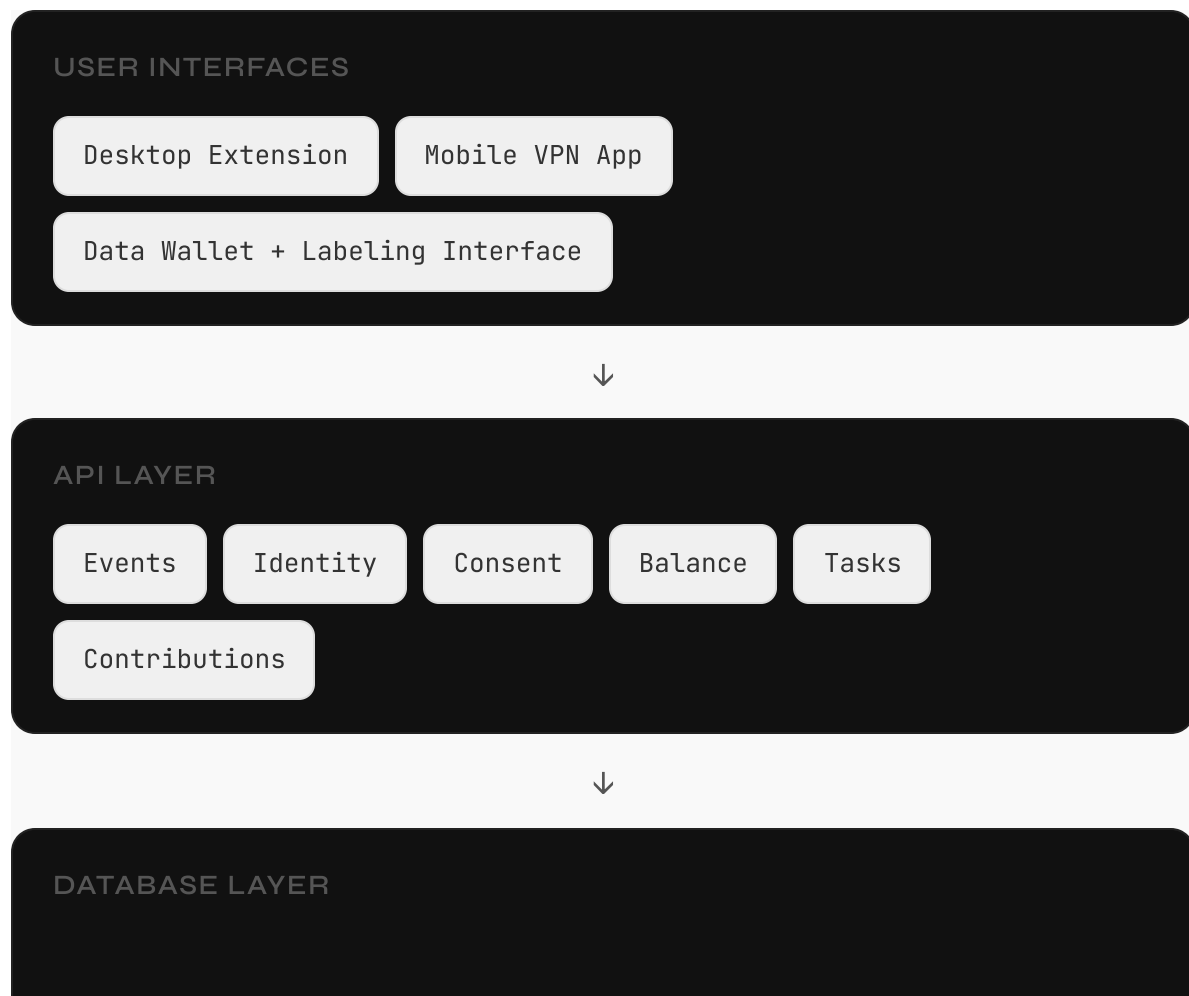 USER INTERFACES
Desktop Extension Mobile VPN App
Data Wallet + Labeling Interface
↓
API LAYER
Events Identity Consent Balance Tasks
Contributions
↓
DATABASE LAYER